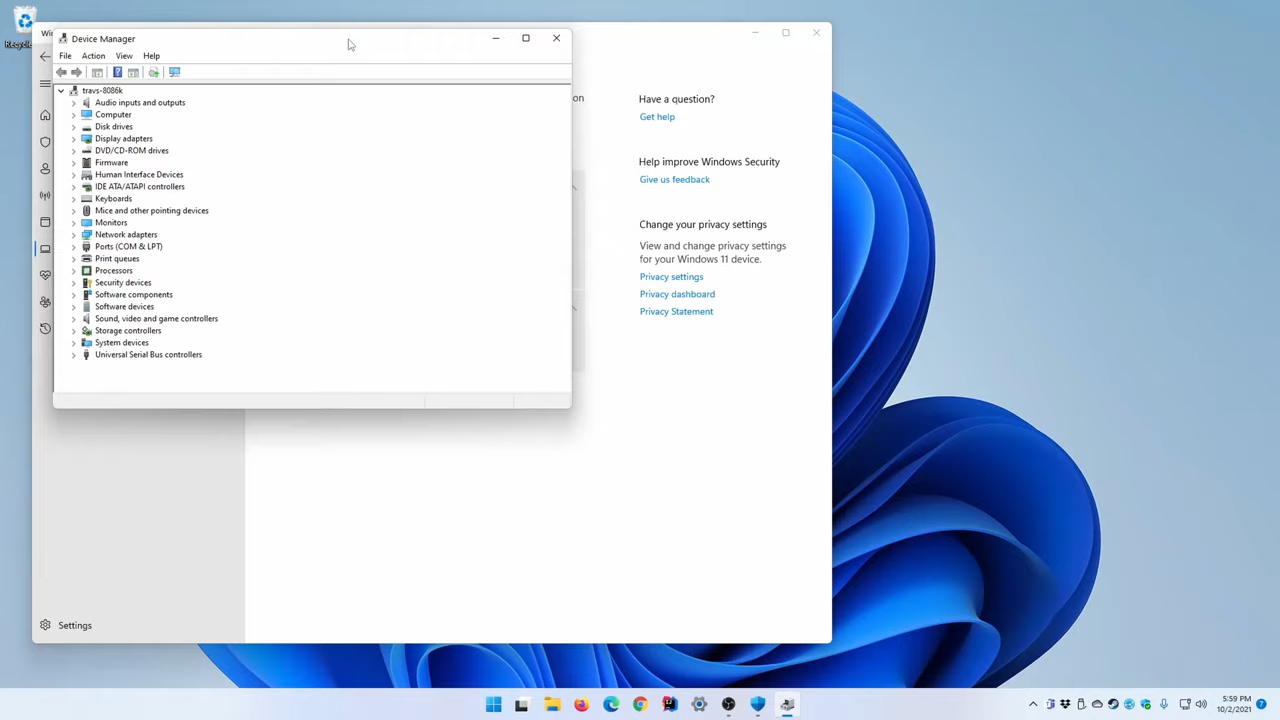 Recycle
Win
Device Manager
File Action View Help
travs-8086k
Audio inputs and outputs
Computer
Disk drives
Display adapters
DVD/CD-ROM drives
Firmware
Human Interface Devices
IDE ATA/ATAPI controllers
Keyboards
Mice and other pointing devices
Monitors
Network adapters
Ports (COM & LPT)
Print queues
Processors
Security devices
Software components
Software devices
Sound, video and game controllers
Storage controllers
System devices
Universal Serial Bus controllers
on
Have a question?
Get help
Help improve Windows Security
Give us feedback
Change your privacy settings
View and change privacy settings
for your Windows 11 device.
Privacy settings
Privacy dashboard
Privacy Statement
Settings
5:59 PM
10/2/2021